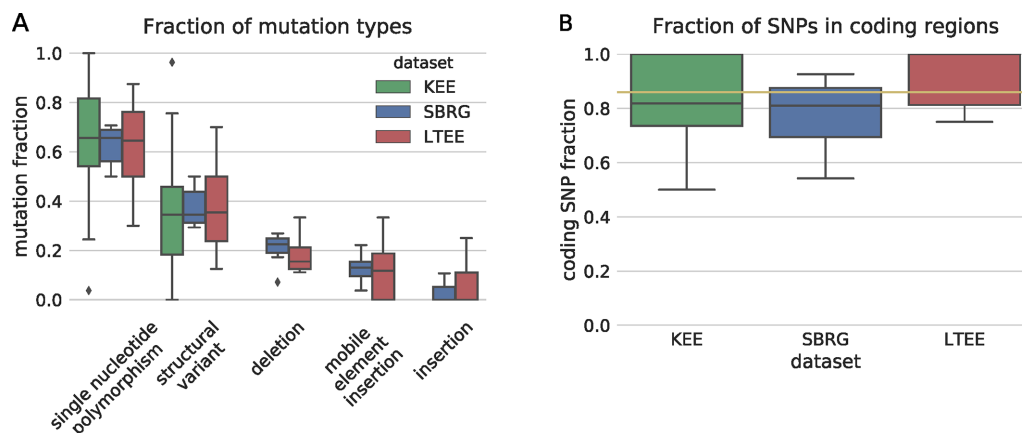 A
Fraction of mutation types
mutation fraction
1.0
0.8
0.6
0.4
0.2
0.0
dataset
KEE
SBRG
LTEE
single nucleotide
polymorphism
structural
variant
deletion
mobile
element
insertion
insertion
B
Fraction of SNPs in coding regions
coding SNP fraction
1.0
0.8
0.6
0.4
0.2
0.0
KEE
SBRG
LTEE
dataset